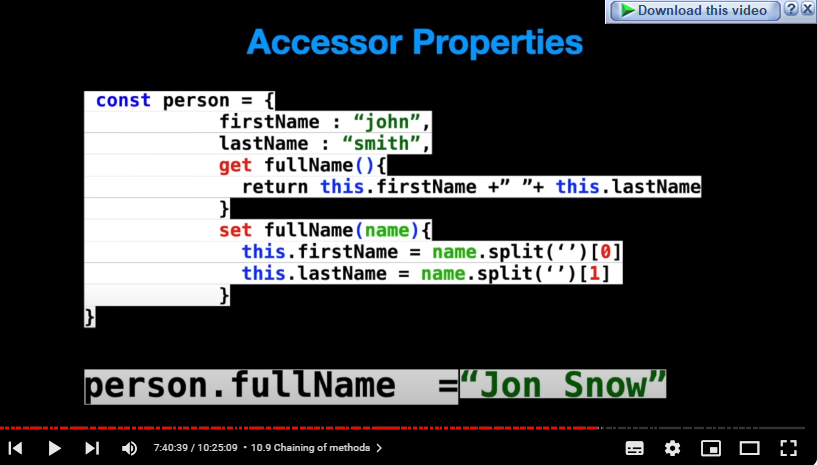 Download this video ? X
Accessor Properties
const person = {
firstName : “john”,
lastName : “smith”,
get fullName(){
return this.firstName +” ”+ this.lastName
}
set fullName(name){
this.firstName = name.split(‘’)[0]
this.lastName = name.split(‘’)[1]
}
}
person.fullName =“Jon Snow”
7:40:39 / 10:25:09 • 10.9 Chaining of methods >